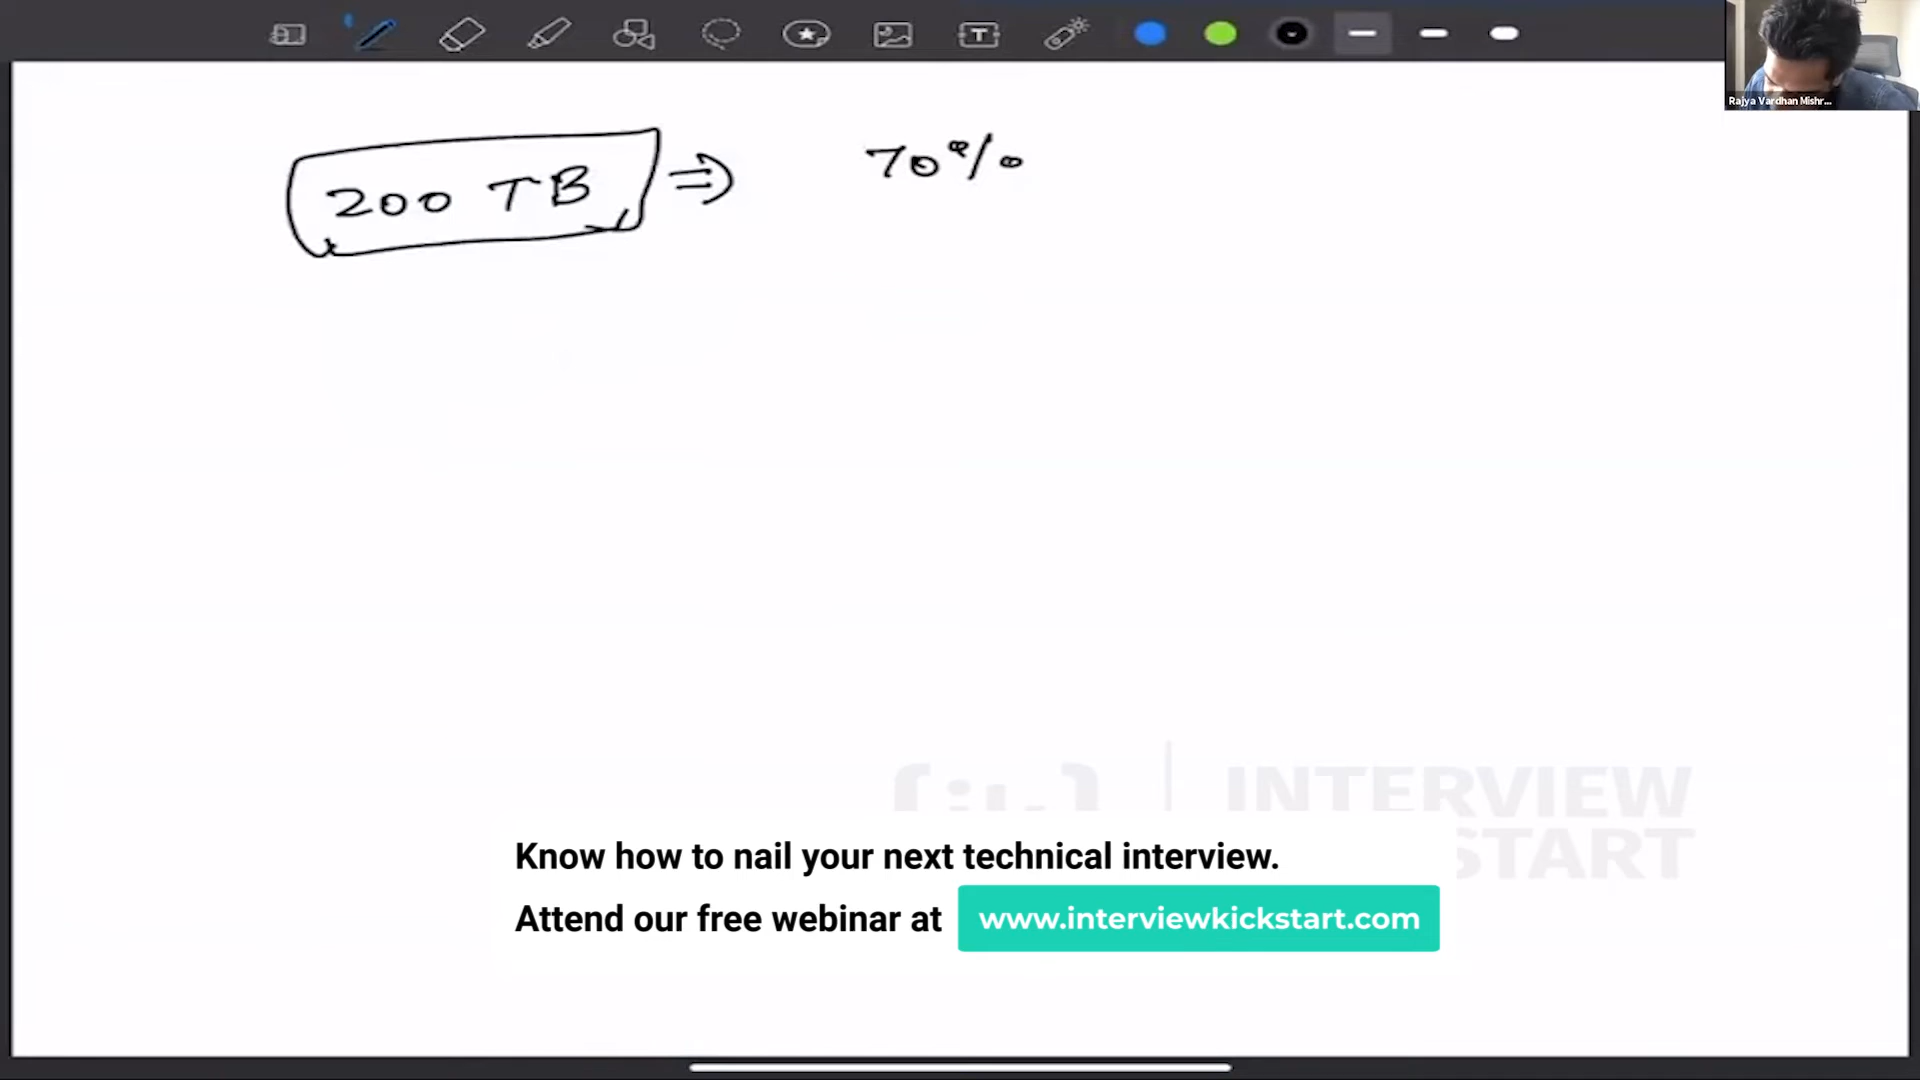 Rajya Vardhan Mishr...
200 TB ⇒ 70%
INTERVIEW
START
Know how to nail your next technical interview.
Attend our free webinar at www.interviewkickstart.com